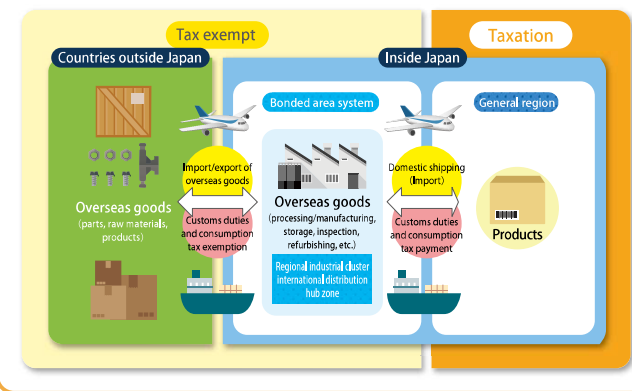 Tax exempt
Taxation
Countries outside Japan
Inside Japan
Bonded area system
General region
Import/export of
overseas goods
Customs duties
and consumption
tax exemption
Overseas goods
(parts, raw materials,
products)
Overseas goods
(processing/manufacturing,
storage, inspection,
refurbishing, etc.)
Regional industrial cluster
international distribution
hub zone
Domestic shipping
(Import)
Customs duties
and consumption
tax payment
Products